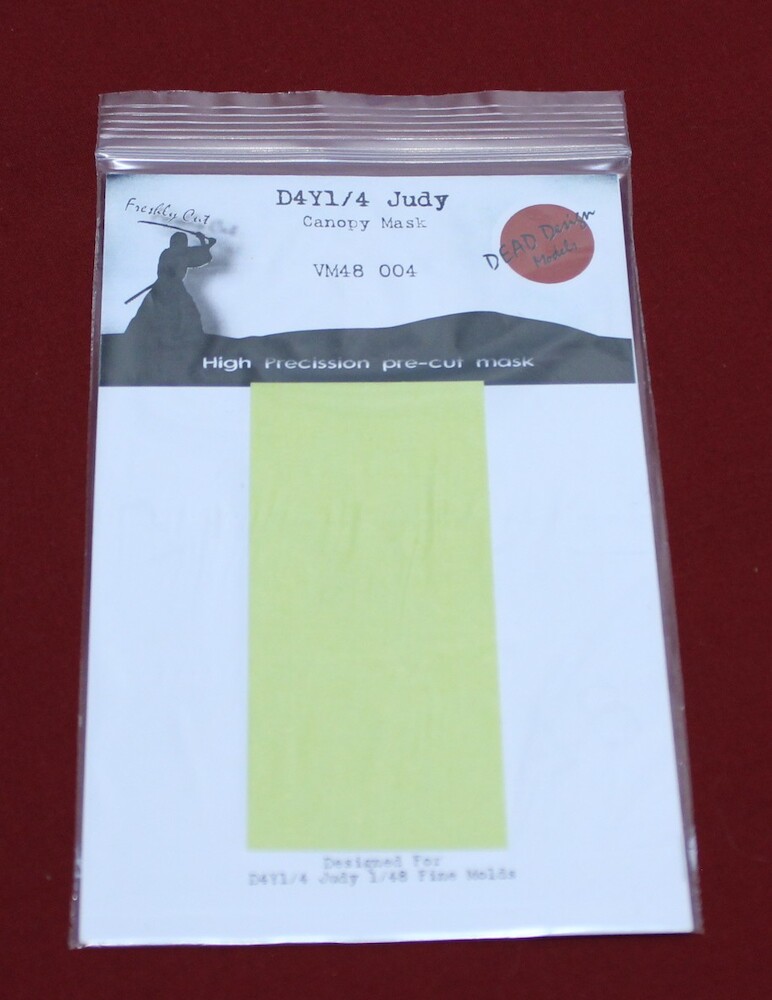 D4Y1/4 Judy
Freshly Cut
Canopy Mask
DEAD Design
Models
VM48 004
High Precission pre-cut mask
Designed For
D4Y1/4 Judy 1/48 Fine Molds